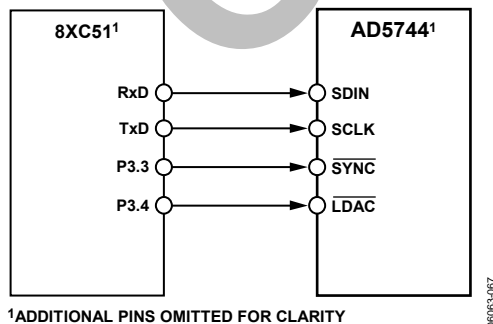 8XC51¹
AD5744¹
RxD
SDIN
TxD
SCLK
P3.3
SYNC
P3.4
LDAC
¹ADDITIONAL PINS OMITTED FOR CLARITY
06063-067